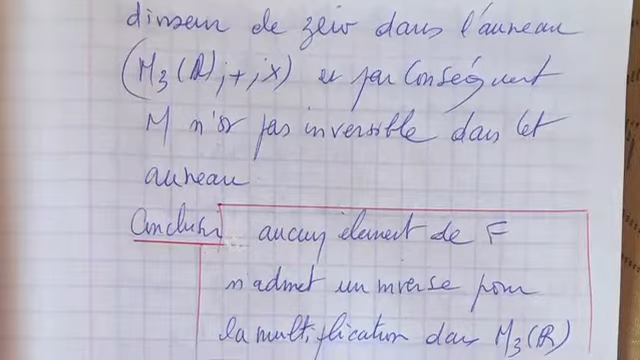 diviseur de zéro dans l'anneau
(M₃(ℝ);+;×) et par conséquent
M n'est pas inversible dans cet
anneau
Conclusion aucun élément de F
n'admet un inverse pour
la multiplication dans M₃(ℝ)